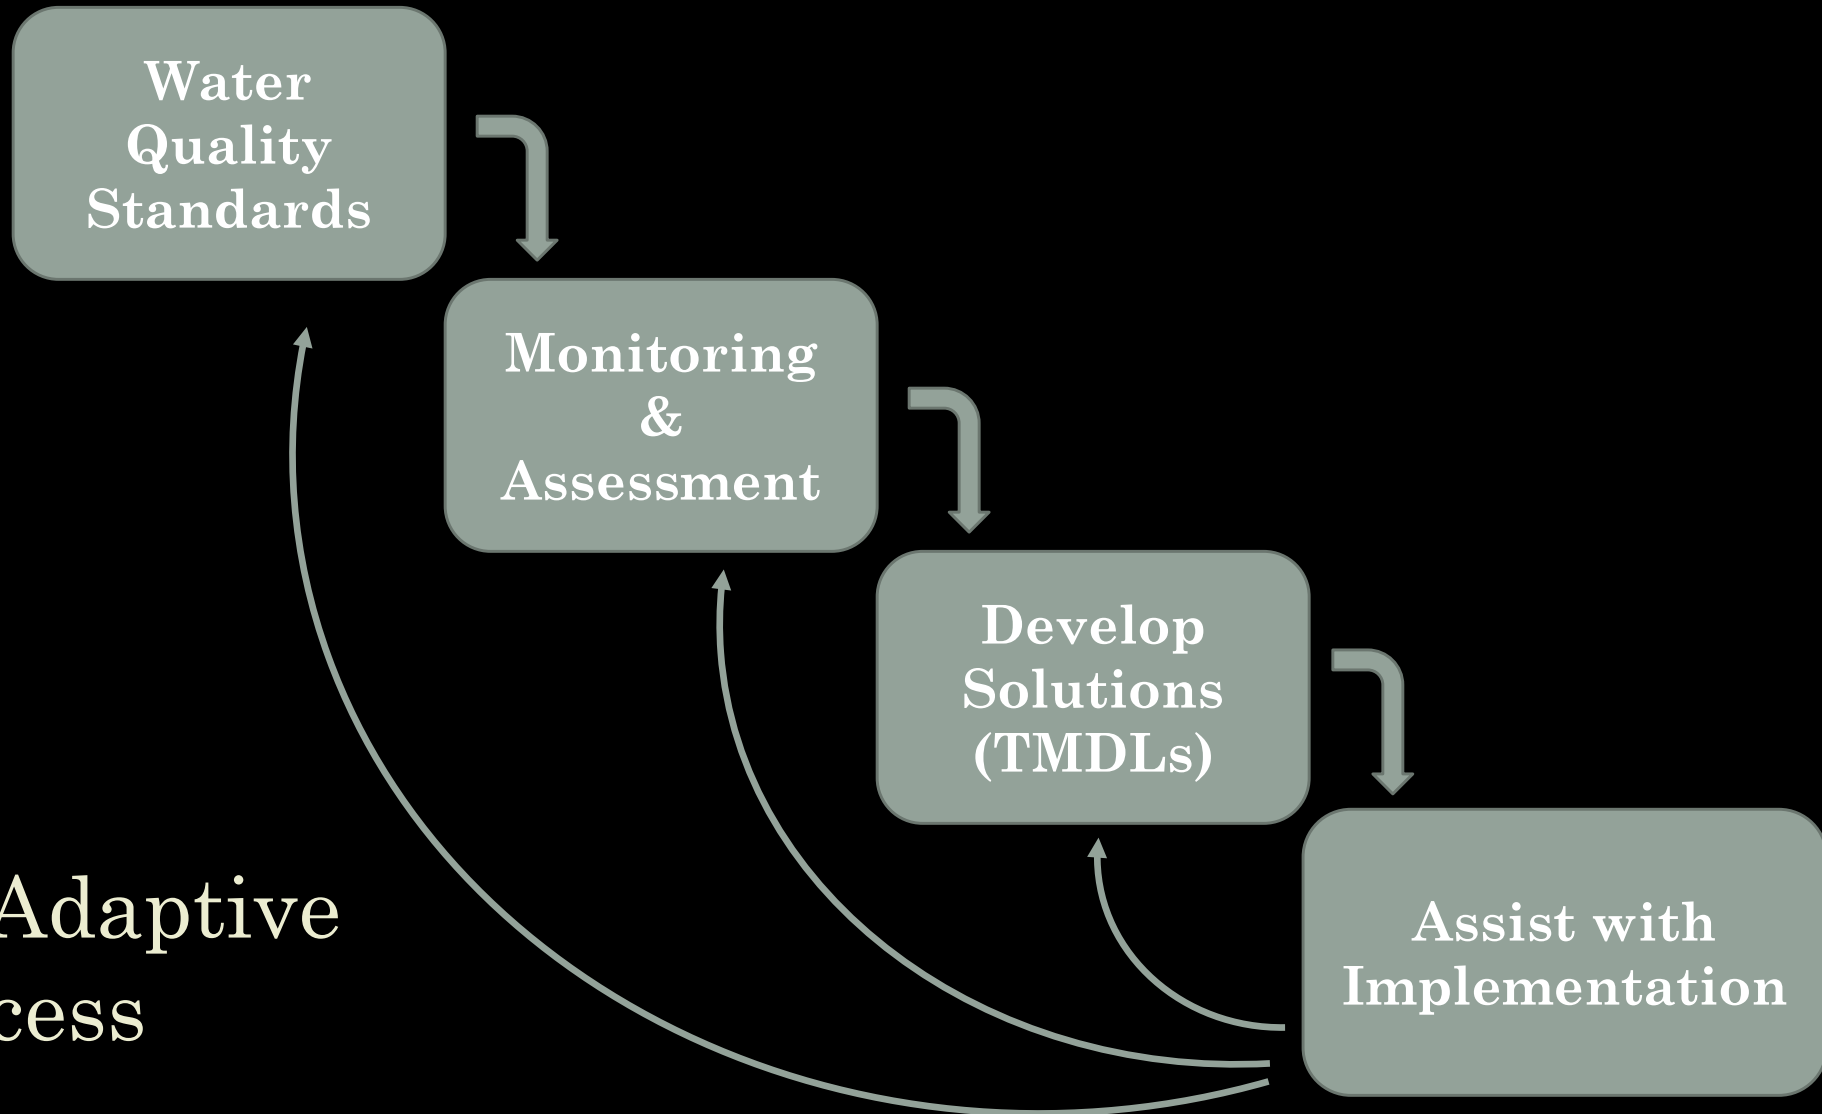 Water
Quality
Standards
Monitoring
&
Assessment
Develop
Solutions
(TMDLs)
Assist with
Implementation
Adaptive
cess